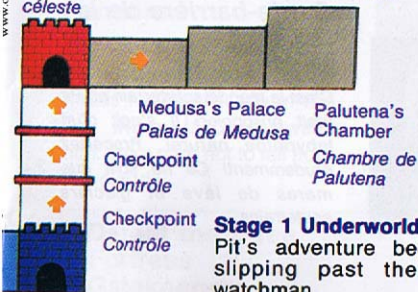 céleste
Medusa's Palace
Palais de Medusa
Palutena's
Chamber
Chambre de
Palutena
Checkpoint
Contrôle
Checkpoint
Contrôle
Stage 1 Underworld
Pit's adventure be
slipping past the
watchman